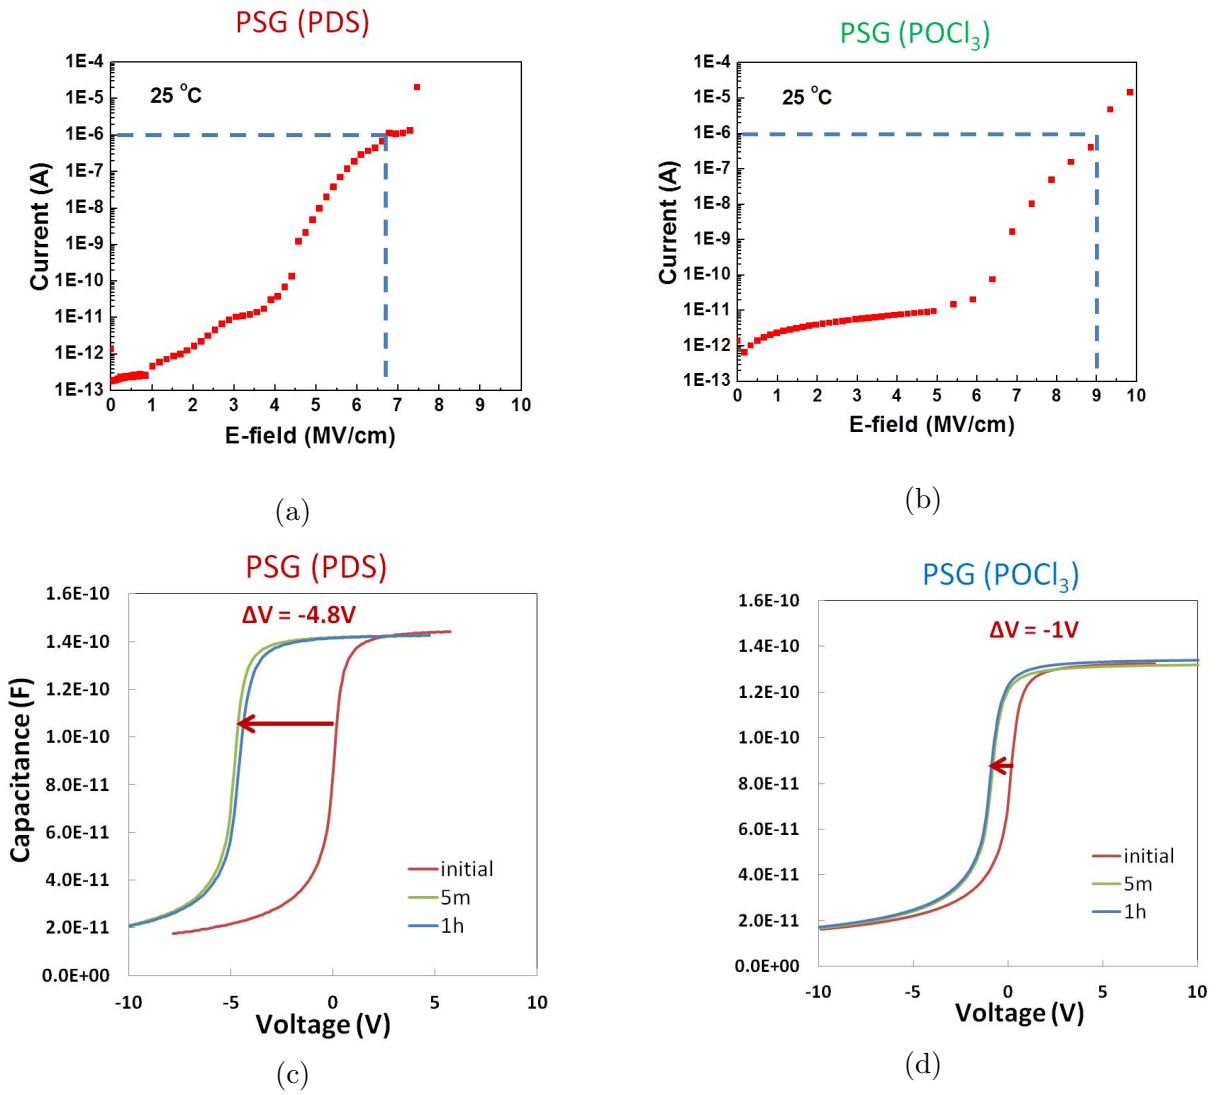 PSG (PDS)
25 °C
1E-4
1E-5
1E-6
1E-7
1E-8
1E-9
1E-10
1E-11
1E-12
1E-13
Current (A)
0 1 2 3 4 5 6 7 8 9 10
E-field (MV/cm)
(a)
PSG (POCl₃)
25 °C
1E-4
1E-5
1E-6
1E-7
1E-8
1E-9
1E-10
1E-11
1E-12
1E-13
Current (A)
0 1 2 3 4 5 6 7 8 9 10
E-field (MV/cm)
(b)
PSG (PDS)
ΔV = -4.8V
1.6E-10
1.4E-10
1.2E-10
1.0E-10
8.0E-11
6.0E-11
4.0E-11
2.0E-11
0.0E+00
Capacitance (F)
initial
5m
1h
-10 -5 0 5 10
Voltage (V)
(c)
PSG (POCl₃)
ΔV = -1V
1.6E-10
1.4E-10
1.2E-10
1.0E-10
8.0E-11
6.0E-11
4.0E-11
2.0E-11
0.0E+00
initial
5m
1h
-10 -5 0 5 10
Voltage (V)
(d)